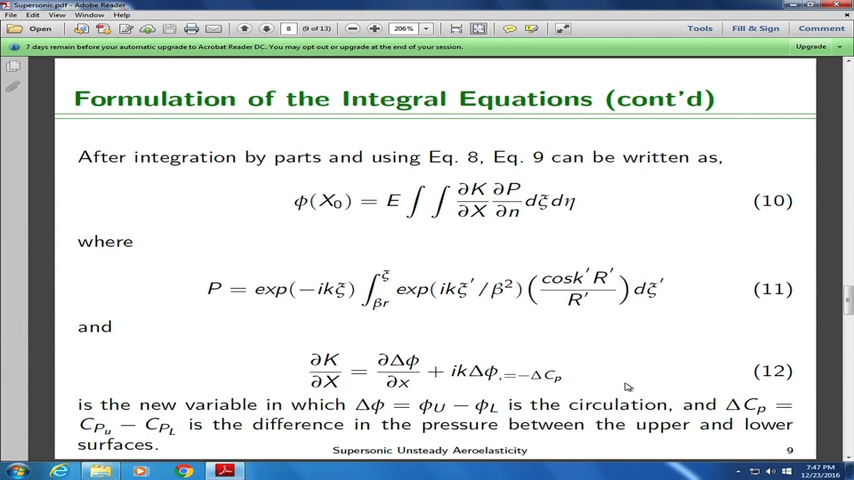 Supersonic.pdf - Adobe Reader
File Edit View Window Help
Open 8 (9 of 13) 206% Tools Fill & Sign Comment
7 days remain before your automatic upgrade to Acrobat Reader DC. You may opt out or upgrade at the end of your session. Upgrade
Formulation of the Integral Equations (cont'd)
After integration by parts and using Eq. 8, Eq. 9 can be written as,
ϕ(X₀) = E ∫ ∫ ∂K/∂X ∂P/∂n dξdη (10)
where
P = exp(−ikξ) ∫_{βr}^{ξ} exp(ikξ′/β²) (cosk′R′/R′) dξ′ (11)
and
∂K/∂X = ∂Δϕ/∂x + ikΔϕ,₌₋ΔCₚ (12)
is the new variable in which Δϕ = ϕ_U − ϕ_L is the circulation, and ΔC_p =
C_{P_u} − C_{P_L} is the difference in the pressure between the upper and lower
surfaces.
Supersonic Unsteady Aeroelasticity 9
7:47 PM
12/23/2016